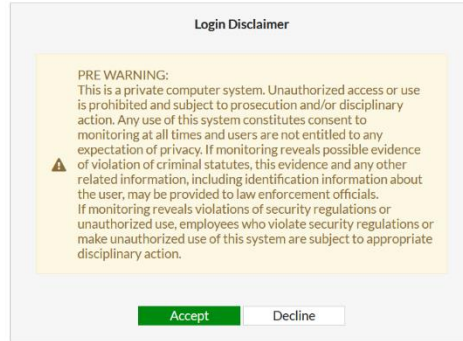 Login Disclaimer
PRE WARNING:
This is a private computer system. Unauthorized access or use
is prohibited and subject to prosecution and/or disciplinary
action. Any use of this system constitutes consent to
monitoring at all times and users are not entitled to any
expectation of privacy. If monitoring reveals possible evidence
of violation of criminal statutes, this evidence and any other
related information, including identification information about
the user, may be provided to law enforcement officials.
If monitoring reveals violations of security regulations or
unauthorized use, employees who violate security regulations or
make unauthorized use of this system are subject to appropriate
disciplinary action.
Accept Decline